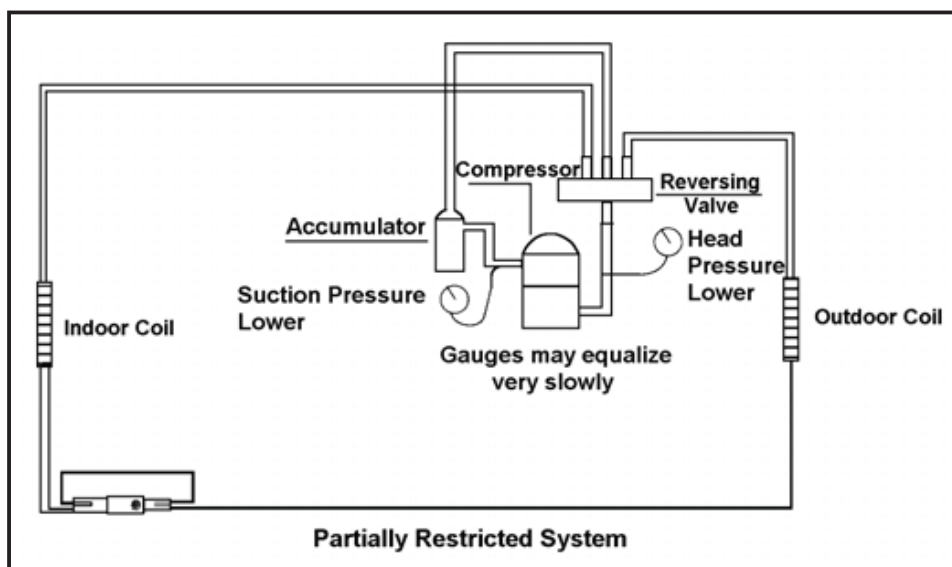 Compressor
Reversing
Valve
Accumulator
Head
Pressure
Lower
Suction Pressure
Lower
Indoor Coil
Outdoor Coil
Gauges may equalize
very slowly
Partially Restricted System